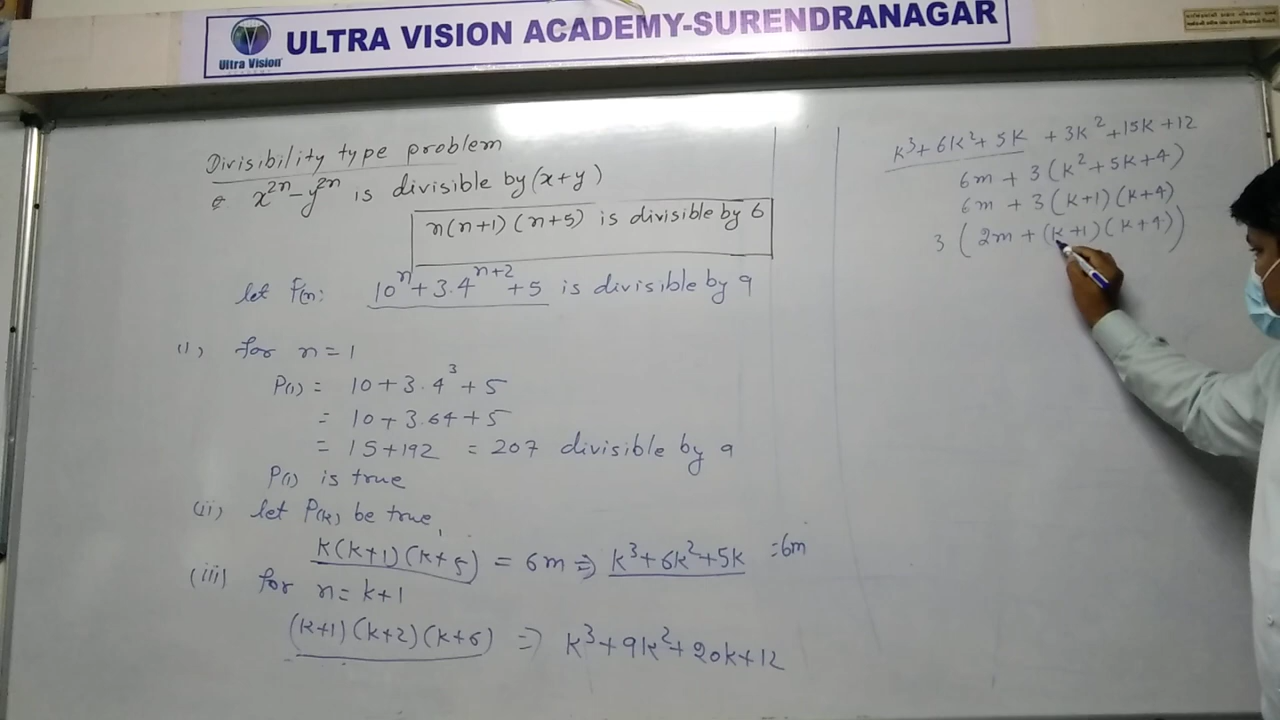 ULTRA VISION ACADEMY-SURENDRANAGAR
Ultra Vision
Divisibility type problem
x^2n - y^2n is divisible by (x+y)
n(n+1)(n+5) is divisible by 6
let P(n): 10^n + 3.4^n+2 + 5 is divisible by 9
(i) for n = 1
P(1) = 10 + 3.4^3 + 5
= 10 + 3.64 + 5
= 15 + 192 = 207 divisible by 9
P(1) is true
(ii) let P(k) be true,
k(k+1)(k+5) = 6m ⇒ k^3+6k^2+5k = 6m
(iii) for n = k+1
(k+1)(k+2)(k+6) ⇒ k^3+9k^2+20k+12
k^3+6k^2+5k + 3k^2+15k+12
6m + 3(k^2+5k+4)
6m + 3(k+1)(k+4)
3(2m + (k+1)(k+4))